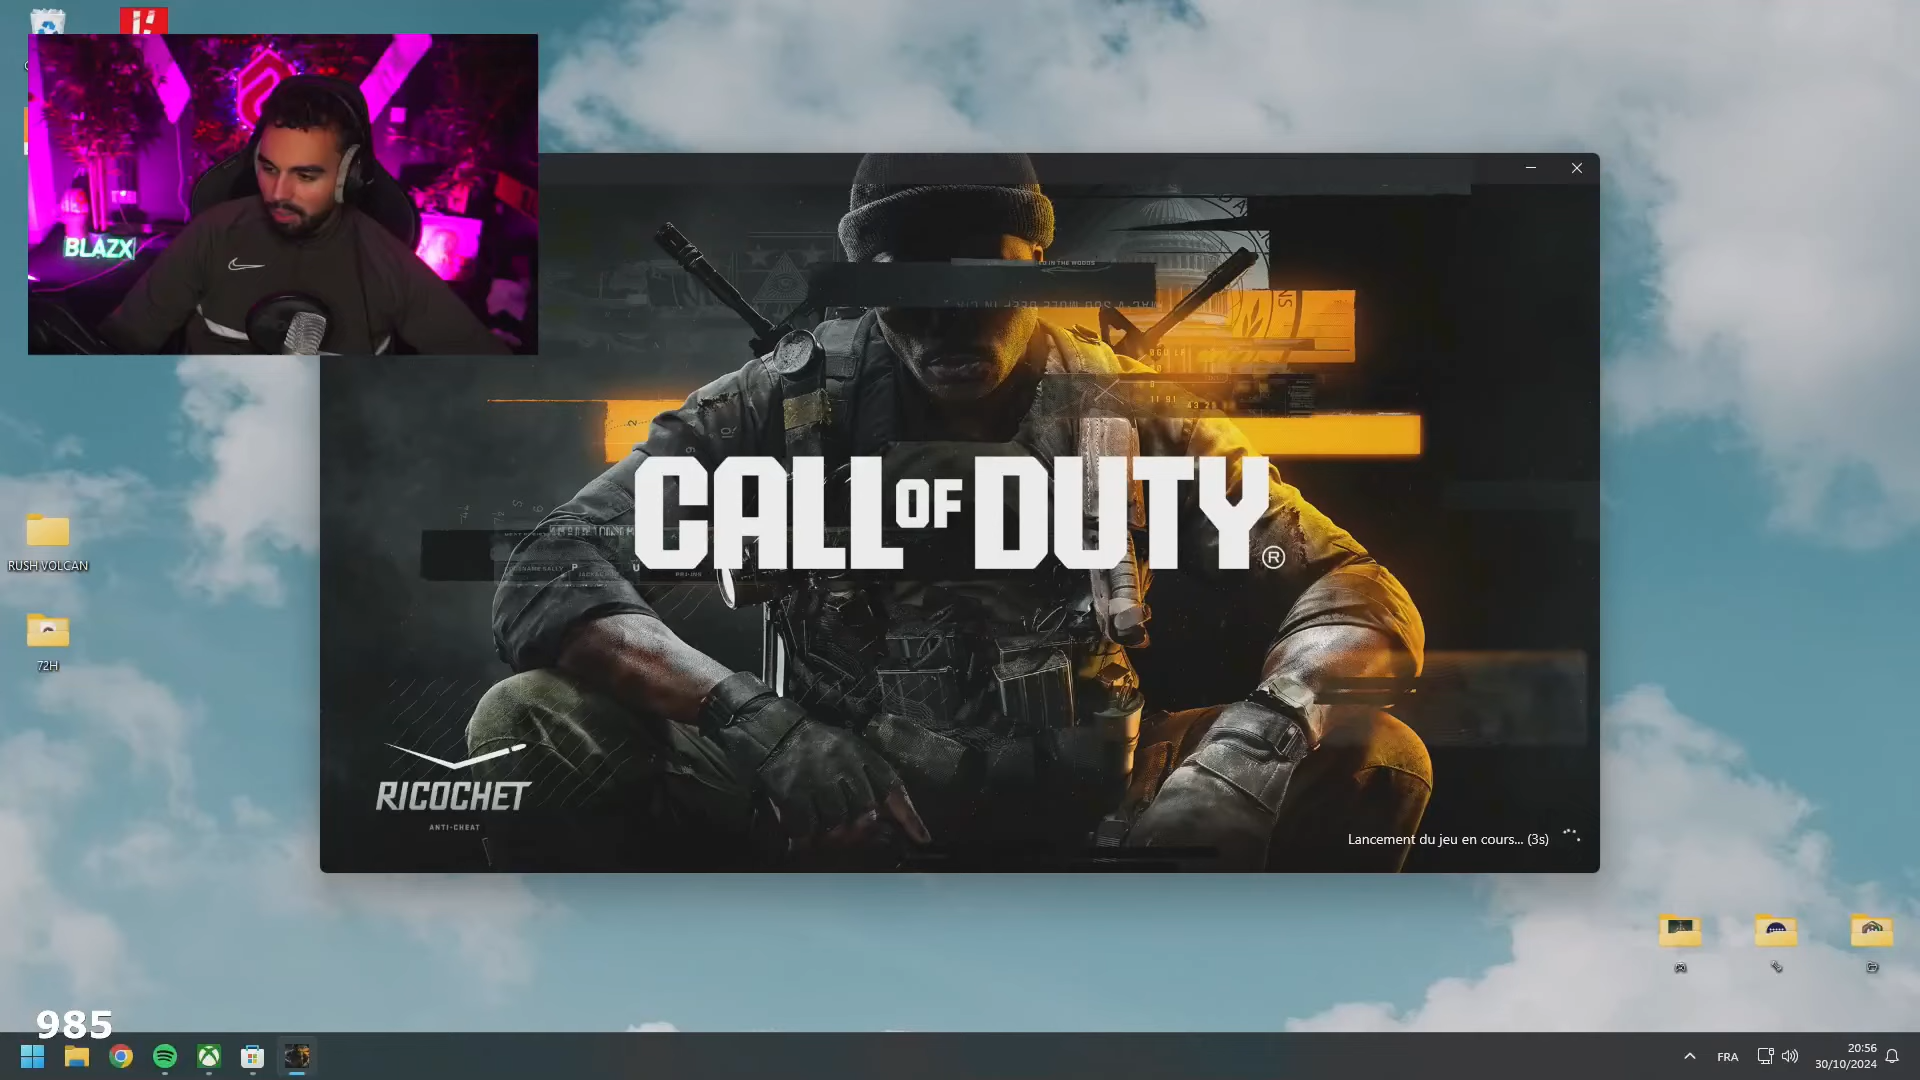 BLAZX
CALL OF DUTY®
RICOCHET
ANTI-CHEAT
Lancement du jeu en cours... (3s)
RUSH VOLCAN
72H
985
FRA
20:56
30/10/2024